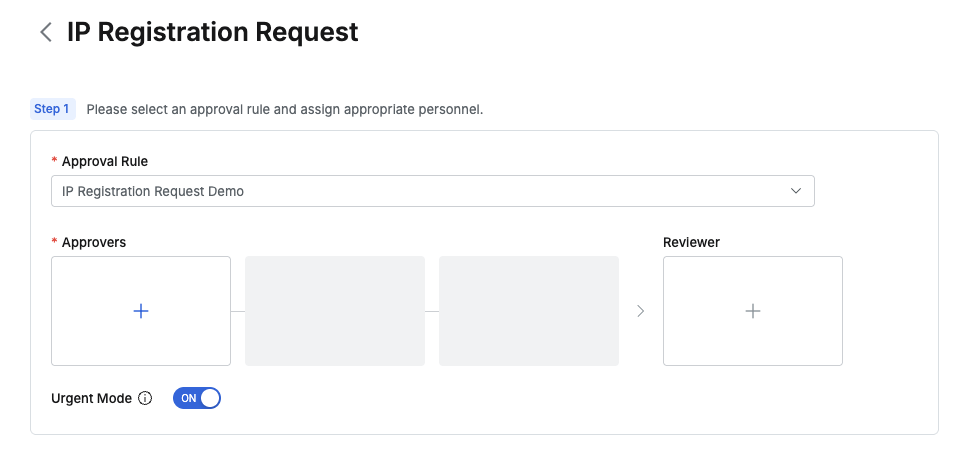 IP Registration Request
Step 1 Please select an approval rule and assign appropriate personnel.
* Approval Rule
IP Registration Request Demo
* Approvers Reviewer
Urgent Mode ON